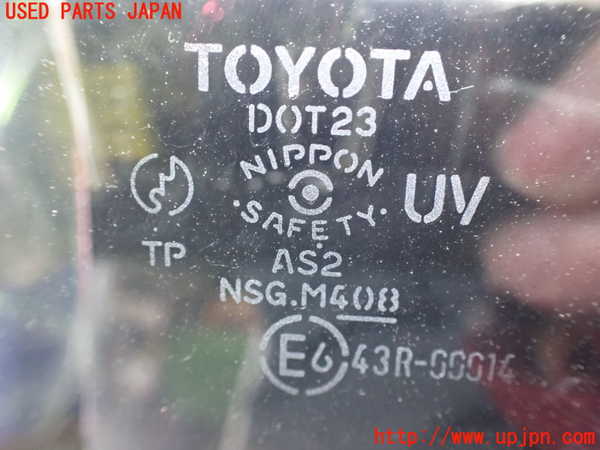 USED PARTS JAPAN
TOYOTA
DOT23
NIPPON
·SAFETY·
UV
TP
AS2
NSG.M408
E6 43R-00014
http://www.upjpn.com